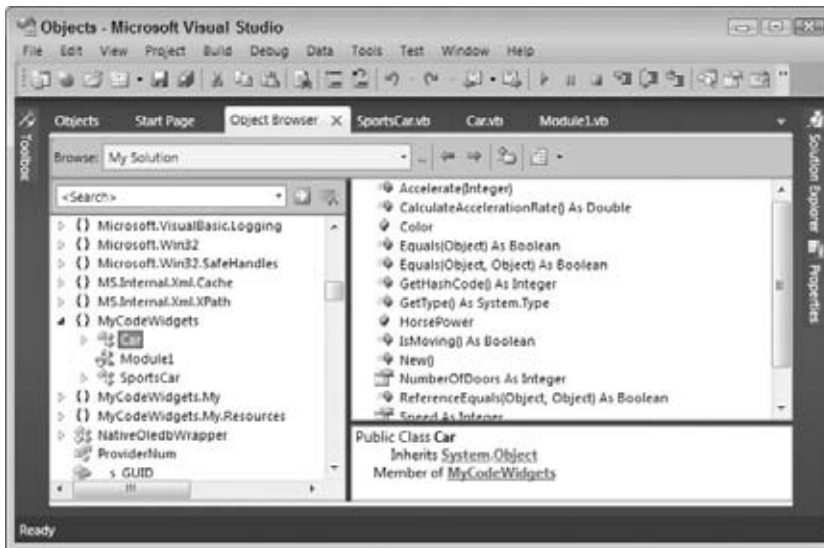 Objects - Microsoft Visual Studio
File Edit View Project Build Debug Data Tools Test Window Help
Toolbox
Objects Start Page Object Browser X SportsCar.vb Car.vb Module1.vb
Solution Explorer
Properties
Browse: My Solution
<Search>
{} Microsoft.VisualBasic.Logging
{} Microsoft.Win32
{} Microsoft.Win32.SafeHandles
{} MS.Internal.Xml.Cache
{} MS.Internal.Xml.XPath
{} MyCodeWidgets
Car
Module1
SportsCar
{} MyCodeWidgets.My
{} MyCodeWidgets.My.Resources
NativeOledbWrapper
ProviderNum
_s_GUID
Accelerate(Integer)
CalculateAccelerationRate() As Double
Color
Equals(Object) As Boolean
Equals(Object, Object) As Boolean
GetHashCode() As Integer
GetType() As System.Type
HorsePower
IsMoving() As Boolean
New()
NumberOfDoors As Integer
ReferenceEquals(Object, Object) As Boolean
Speed As Integer
Public Class Car
Inherits System.Object
Member of MyCodeWidgets
Ready